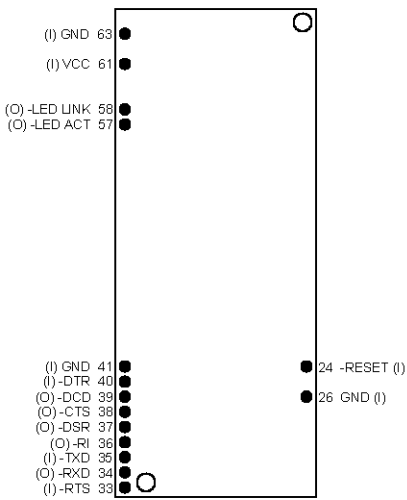 (I) GND 63
(I) VCC 61
(O) -LED LINK 58
(O) -LED ACT 57
(I) GND 41
(I) -DTR 40
(O) -DCD 39
(O) -CTS 38
(O) -DSR 37
(O) -RI 36
(I) -TXD 35
(O) -RXD 34
(I) -RTS 33
24 -RESET (I)
26 GND (I)